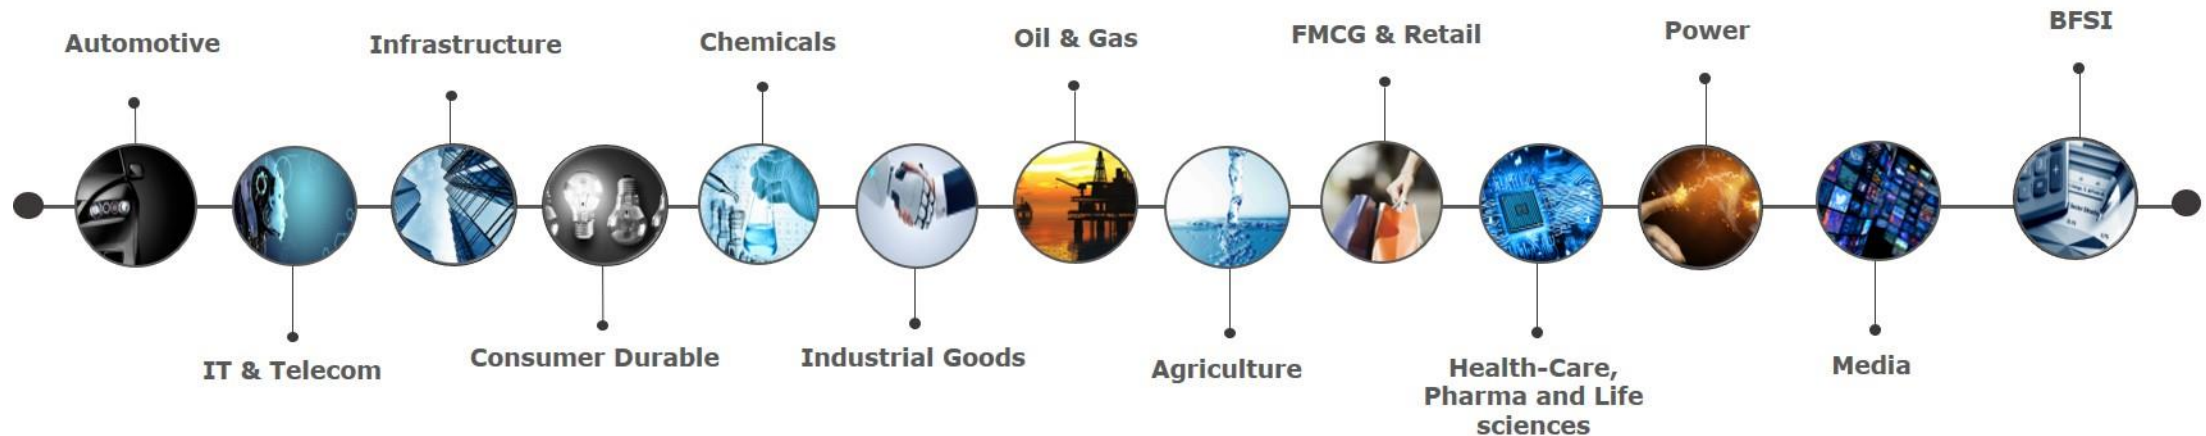 Automotive
IT & Telecom
Infrastructure
Consumer Durable
Chemicals
Industrial Goods
Oil & Gas
Agriculture
FMCG & Retail
Health-Care,
Pharma and Life
sciences
Power
Media
BFSI